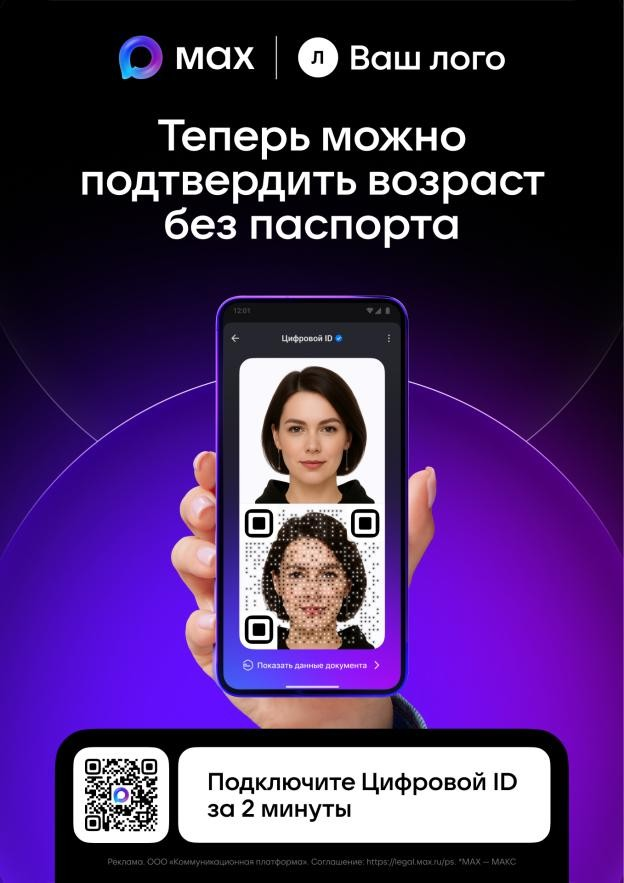 мax
Л Ваш лого
Теперь можно
подтвердить возраст
без паспорта
12:01
Цифровой ID
Показать данные документа
Подключите Цифровой ID
за 2 минуты
Реклама. ООО «Коммуникационная платформа». Соглашение: https://legal.max.ru/ps. *MAX — МАКС